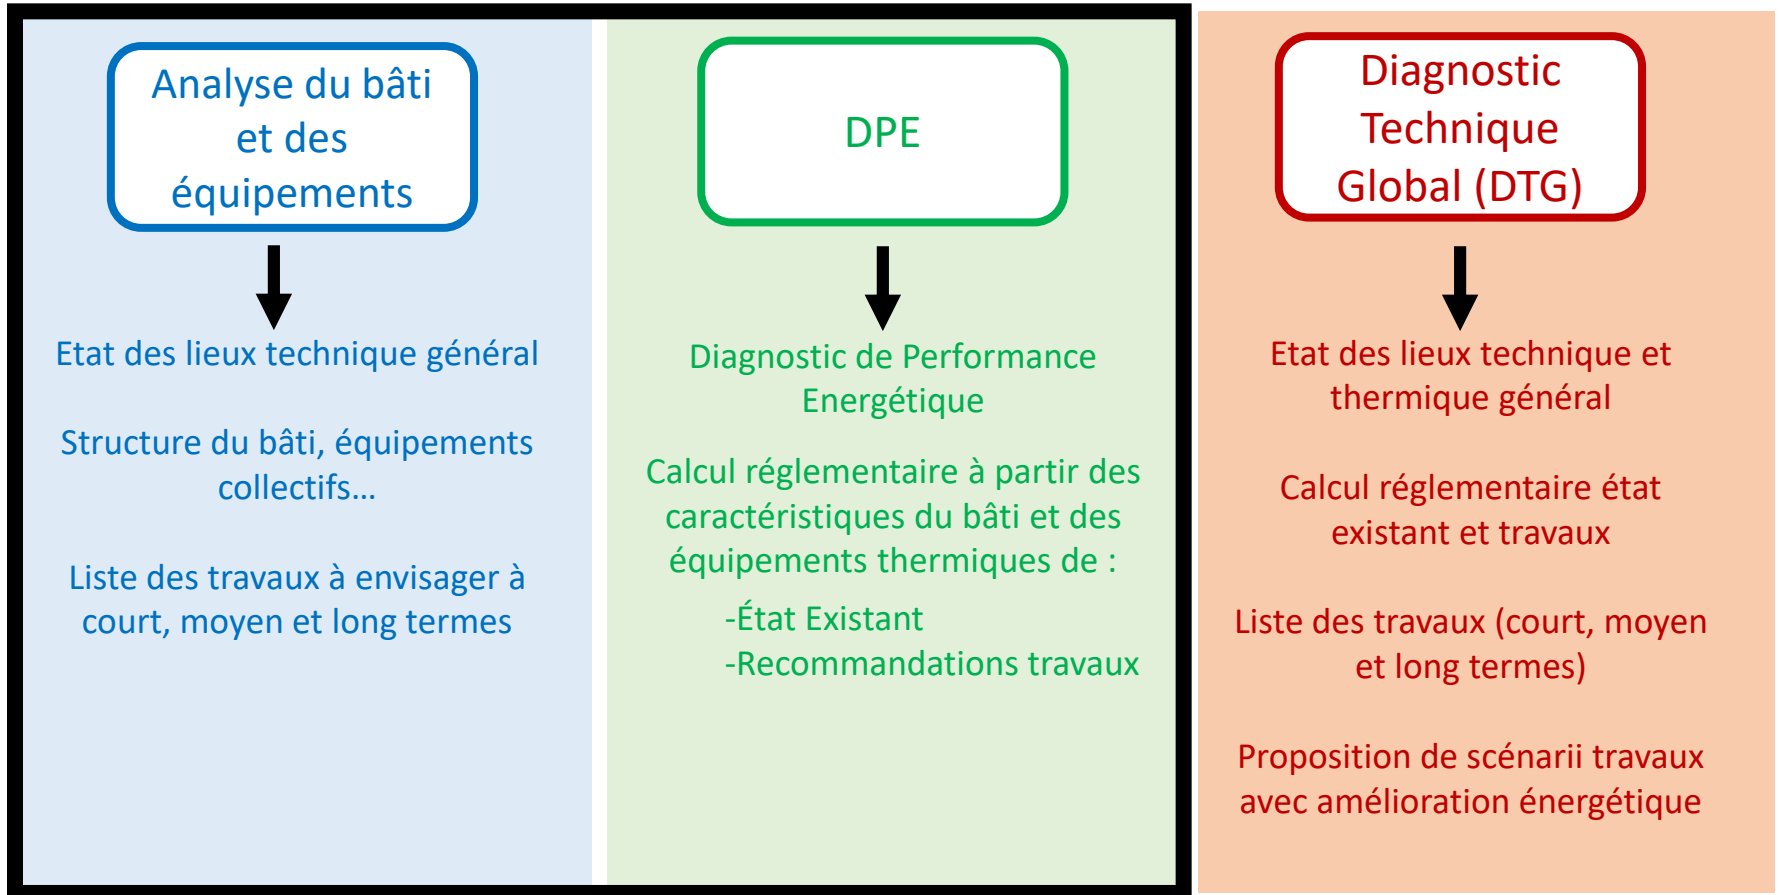 Analyse du bâti
et des
équipements
Etat des lieux technique général
Structure du bâti, équipements
collectifs...
Liste des travaux à envisager à
court, moyen et long termes
DPE
Diagnostic de Performance
Energétique
Calcul réglementaire à partir des
caractéristiques du bâti et des
équipements thermiques de :
-État Existant
-Recommandations travaux
Diagnostic
Technique
Global (DTG)
Etat des lieux technique et
thermique général
Calcul réglementaire état
existant et travaux
Liste des travaux (court, moyen
et long termes)
Proposition de scénarii travaux
avec amélioration énergétique